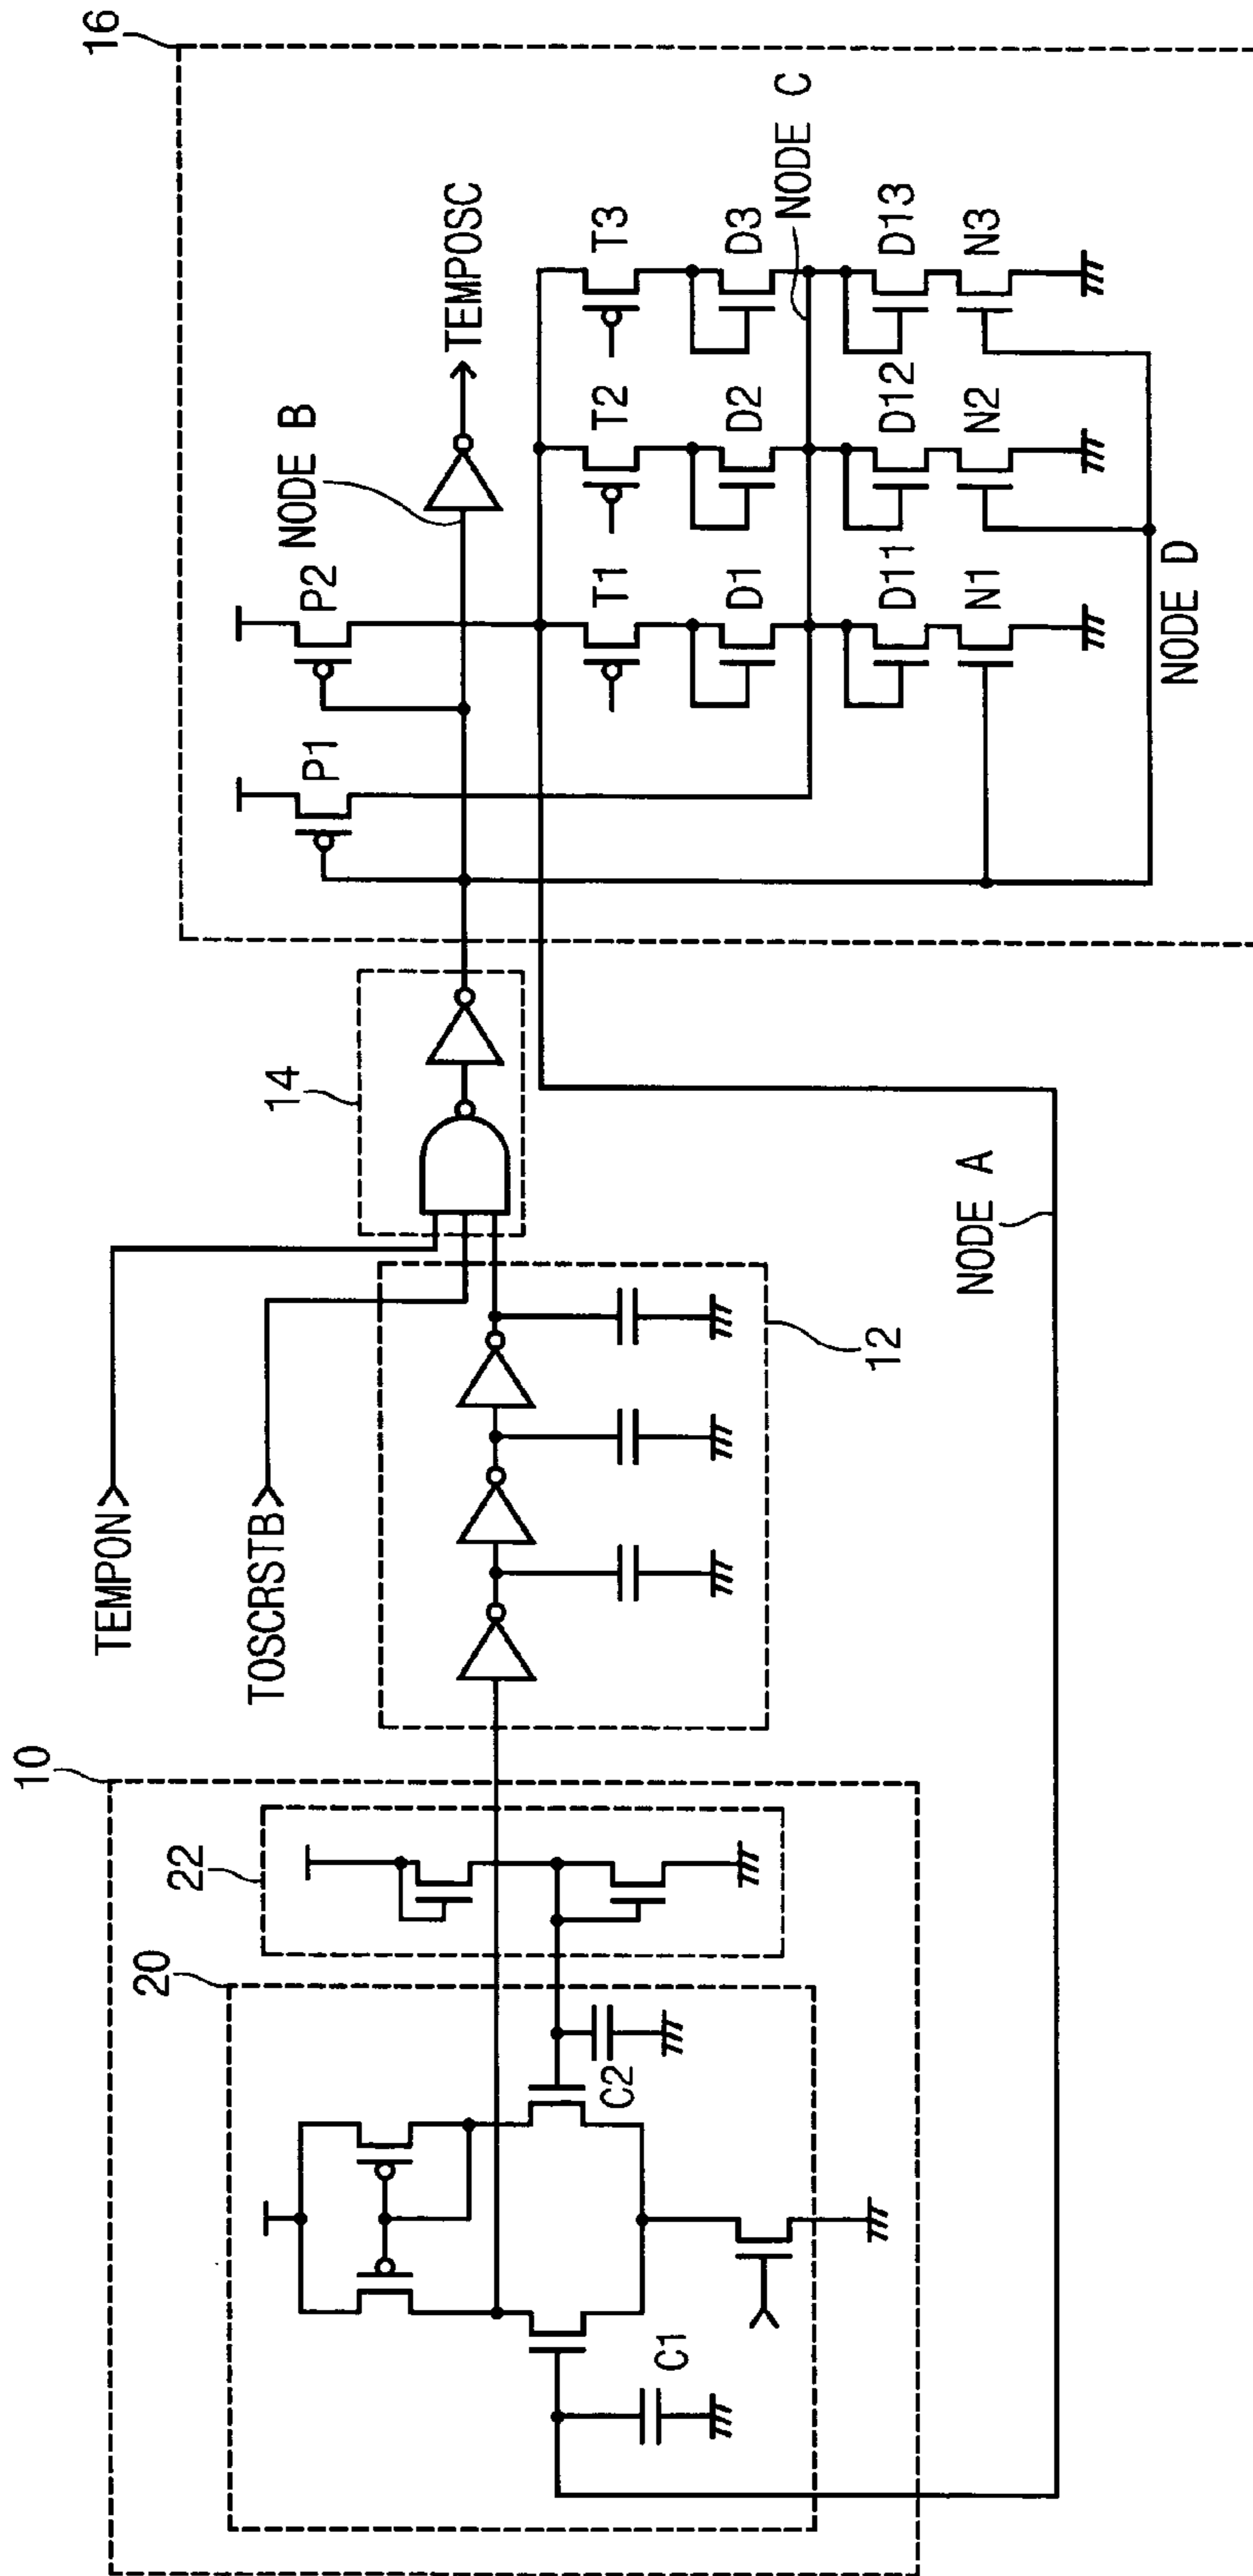 16
TEMPOSC
NODE B
NODE C
P1
P2
T1
T2
T3
D1
D2
D3
D11
D12
D13
N1
N2
N3
NODE D
14
TEMPON
TOSCRSTB
12
NODE A
10
22
20
C2
C1